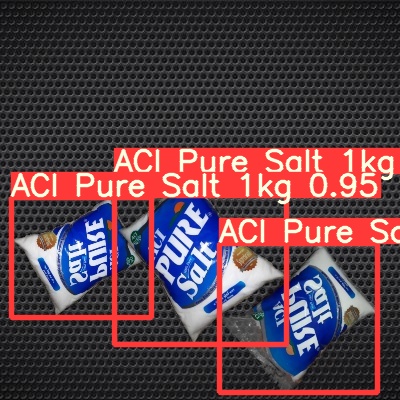 ACI Pure Salt 1kg
ACI Pure Salt 1kg 0.95
ACI Pure Sa
PURE
Salt
PURE
Salt
PURE
Salt